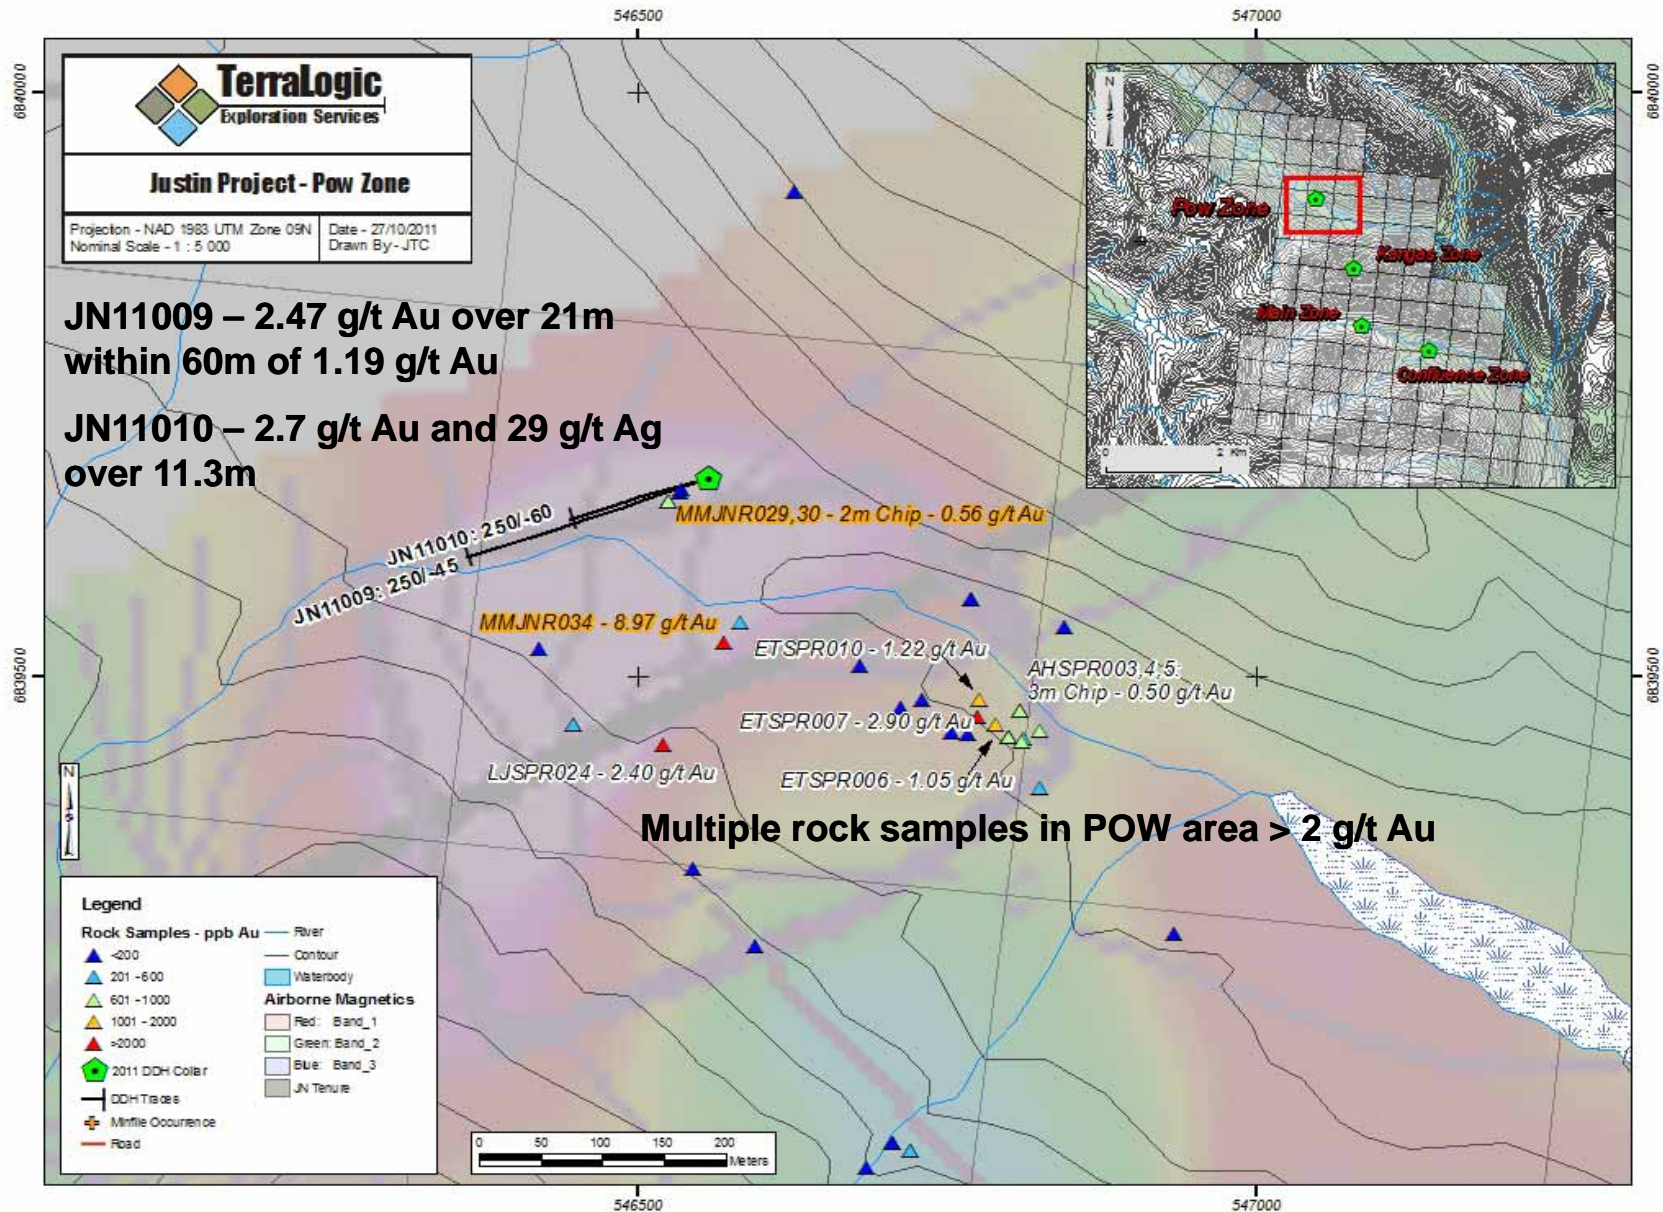 546500
547000
6840000
6840000
TerraLogic
Exploration Services
Justin Project - Pow Zone
Projection - NAD 1983 UTM Zone 09N
Nominal Scale - 1 : 5 000
Date - 27/10/2011
Drawn By - JTC
N
Pow Zone
Kangas Zone
Main Zone
Confluence Zone
0
2 Km
JN11009 – 2.47 g/t Au over 21m
within 60m of 1.19 g/t Au
JN11010 – 2.7 g/t Au and 29 g/t Ag
over 11.3m
MMJNR029,30 - 2m Chip - 0.56 g/t Au
JN11010: 250/-60
JN11009: 250/-45
MMJNR034 - 8.97 g/t Au
ETSPR010 - 1.22 g/t Au
AHSPR003,4,5:
3m Chip - 0.50 g/t Au
6839500
6839500
ETSPR007 - 2.90 g/t Au
LJSPR024 - 2.40 g/t Au
ETSPR006 - 1.05 g/t Au
N
Multiple rock samples in POW area > 2 g/t Au
Legend
Rock Samples - ppb Au
<200
201 - 600
601 - 1000
1001 - 2000
>2000
2011 DDH Collar
DDH Traces
Minfile Occurrence
Road
River
Contour
Waterbody
Airborne Magnetics
Red: Band_1
Green: Band_2
Blue: Band_3
JN Tenure
0 50 100 150 200
Meters
546500
547000